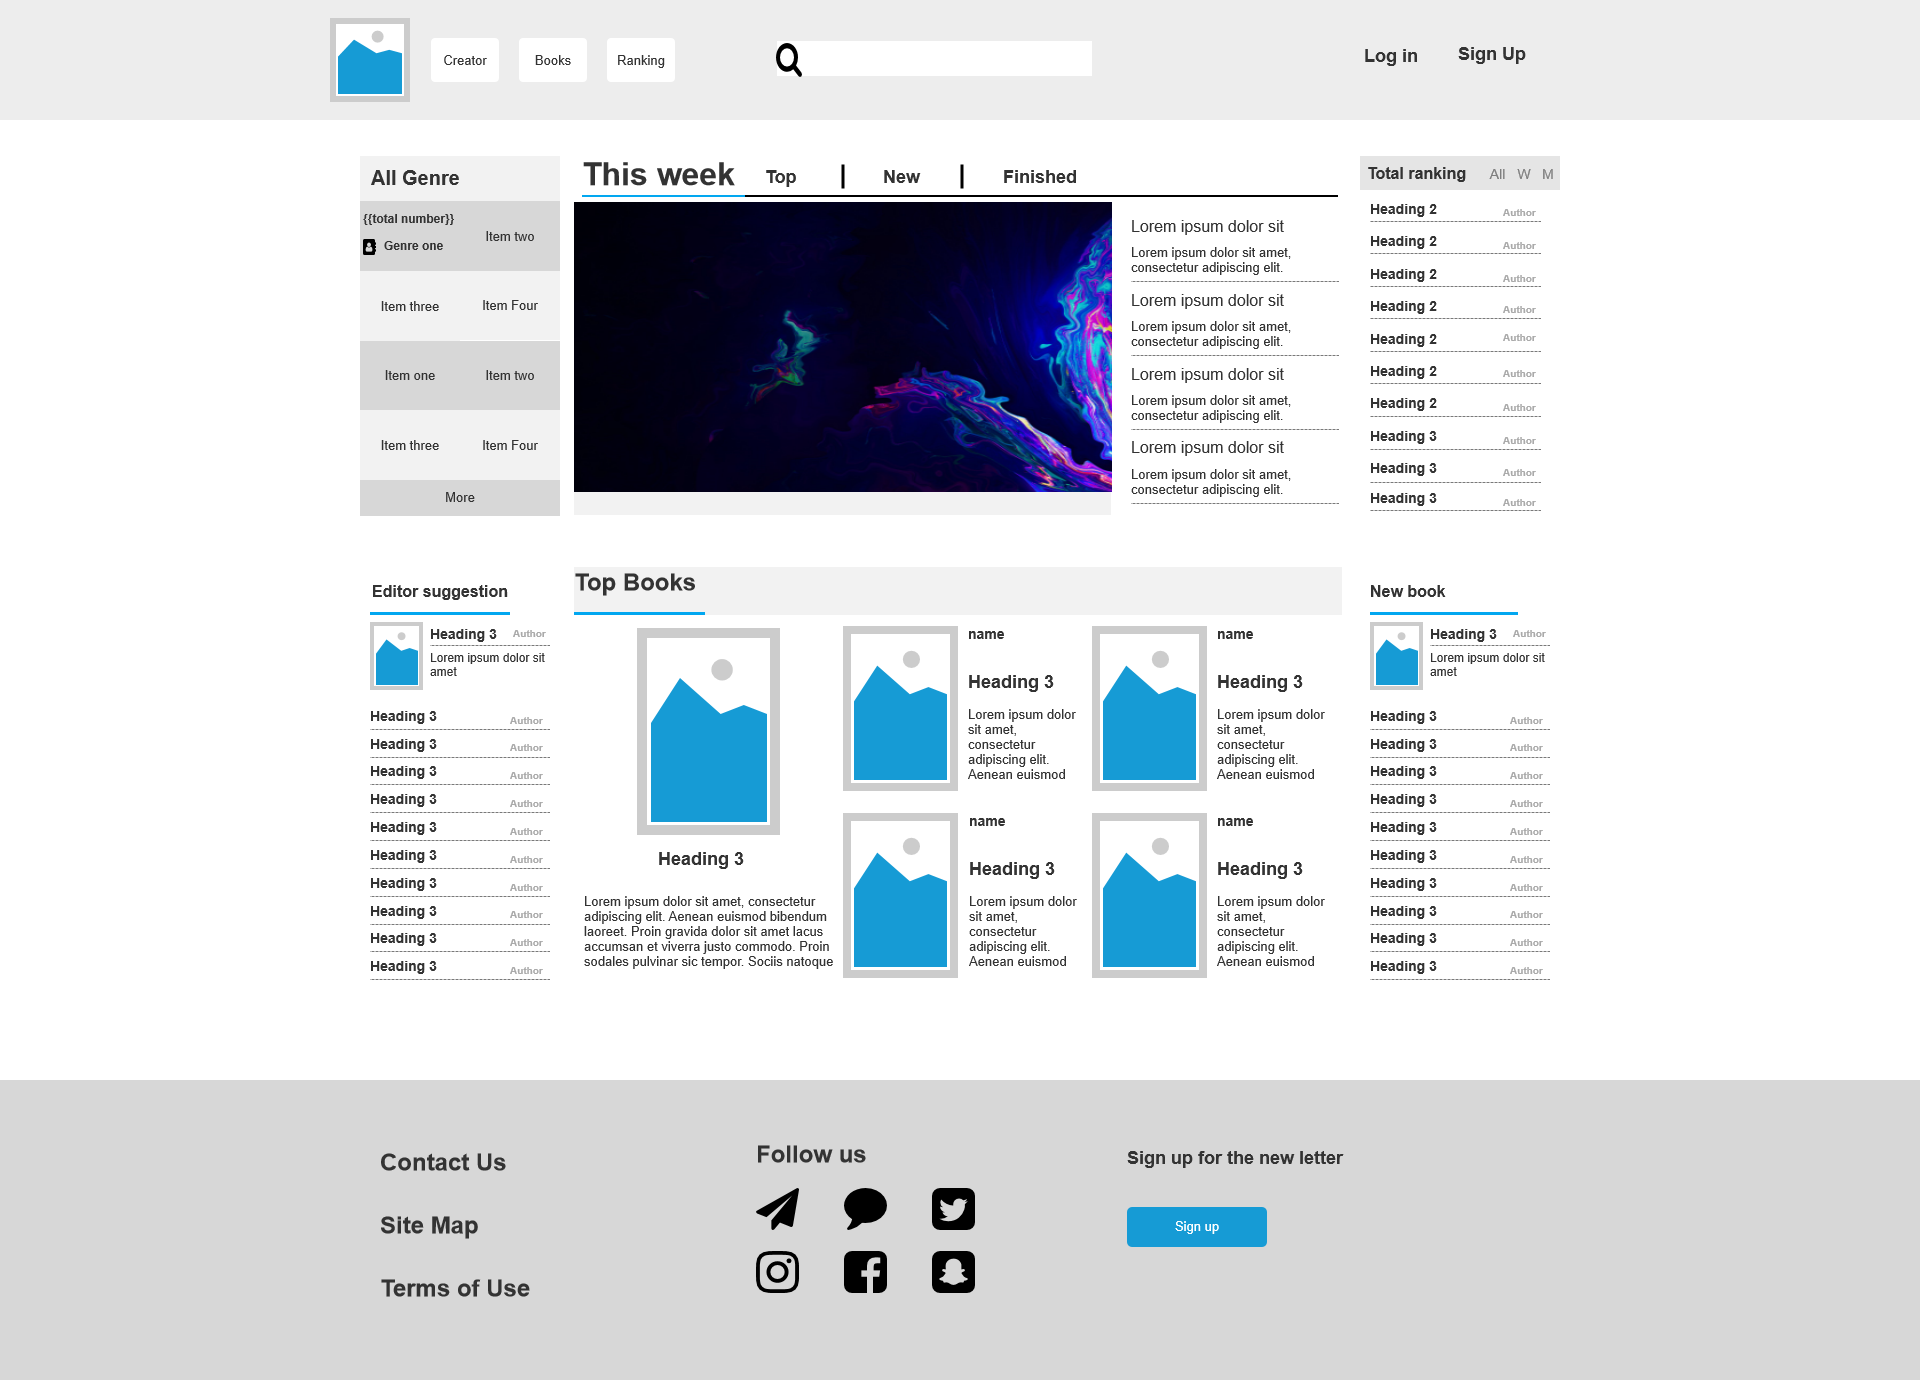 Creator
Books
Ranking
Log in
Sign Up
All Genre
{{total number}}
Genre one
Item two
Item three
Item Four
Item one
Item two
Item three
Item Four
More
This week
Top
New
Finished
Lorem ipsum dolor sit
Lorem ipsum dolor sit amet,
consectetur adipiscing elit.
Lorem ipsum dolor sit
Lorem ipsum dolor sit amet,
consectetur adipiscing elit.
Lorem ipsum dolor sit
Lorem ipsum dolor sit amet,
consectetur adipiscing elit.
Lorem ipsum dolor sit
Lorem ipsum dolor sit amet,
consectetur adipiscing elit.
Total ranking All W M
Heading 2 Author
Heading 2 Author
Heading 2 Author
Heading 2 Author
Heading 2 Author
Heading 2 Author
Heading 2 Author
Heading 3 Author
Heading 3 Author
Heading 3 Author
Editor suggestion
Heading 3 Author
Lorem ipsum dolor sit
amet
Heading 3 Author
Heading 3 Author
Heading 3 Author
Heading 3 Author
Heading 3 Author
Heading 3 Author
Heading 3 Author
Heading 3 Author
Heading 3 Author
Heading 3 Author
Top Books
Heading 3
Lorem ipsum dolor sit amet, consectetur
adipiscing elit. Aenean euismod bibendum
laoreet. Proin gravida dolor sit amet lacus
accumsan et viverra justo commodo. Proin
sodales pulvinar sic tempor. Sociis natoque
name
Heading 3
Lorem ipsum dolor
sit amet,
consectetur
adipiscing elit.
Aenean euismod
name
Heading 3
Lorem ipsum dolor
sit amet,
consectetur
adipiscing elit.
Aenean euismod
name
Heading 3
Lorem ipsum dolor
sit amet,
consectetur
adipiscing elit.
Aenean euismod
name
Heading 3
Lorem ipsum dolor
sit amet,
consectetur
adipiscing elit.
Aenean euismod
New book
Heading 3 Author
Lorem ipsum dolor sit
amet
Heading 3 Author
Heading 3 Author
Heading 3 Author
Heading 3 Author
Heading 3 Author
Heading 3 Author
Heading 3 Author
Heading 3 Author
Heading 3 Author
Heading 3 Author
Contact Us
Site Map
Terms of Use
Follow us
Sign up for the new letter
Sign up